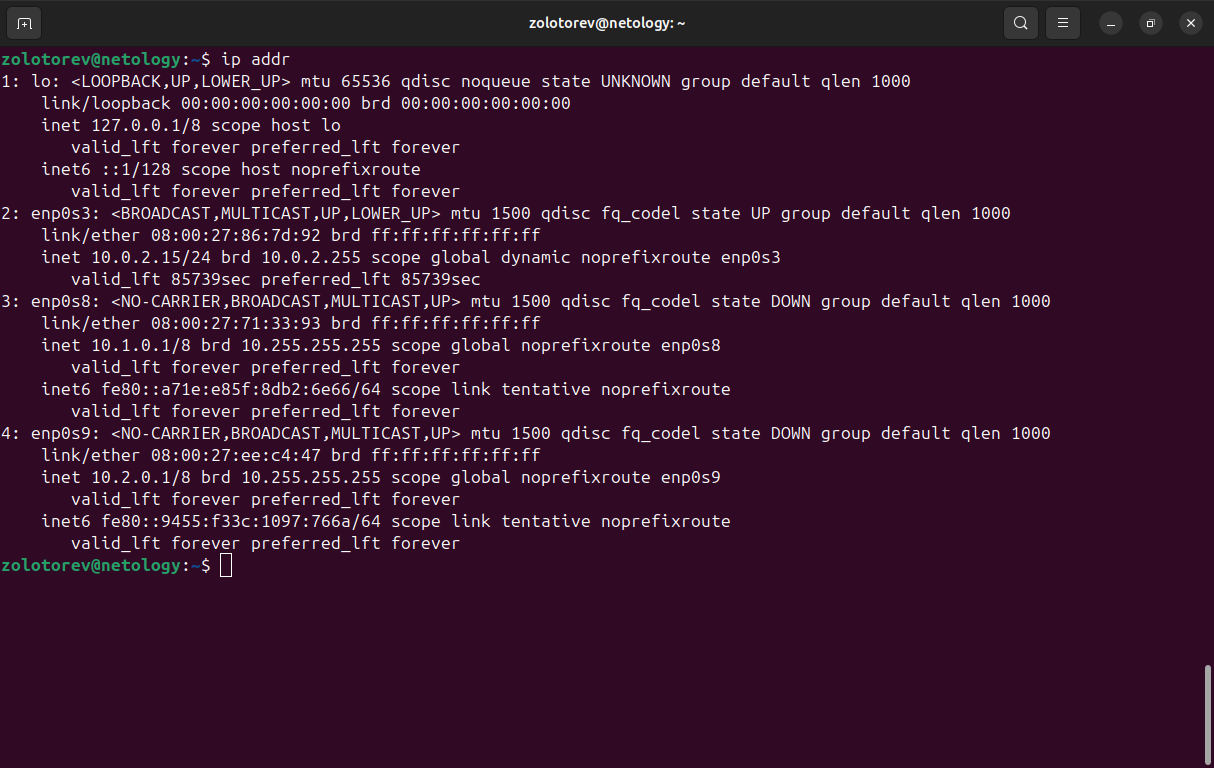 zolotorev@netology: ~
zolotorev@netology:~$ ip addr
1: lo: <LOOPBACK,UP,LOWER_UP> mtu 65536 qdisc noqueue state UNKNOWN group default qlen 1000
    link/loopback 00:00:00:00:00:00 brd 00:00:00:00:00:00
    inet 127.0.0.1/8 scope host lo
       valid_lft forever preferred_lft forever
    inet6 ::1/128 scope host noprefixroute
       valid_lft forever preferred_lft forever
2: enp0s3: <BROADCAST,MULTICAST,UP,LOWER_UP> mtu 1500 qdisc fq_codel state UP group default qlen 1000
    link/ether 08:00:27:86:7d:92 brd ff:ff:ff:ff:ff:ff
    inet 10.0.2.15/24 brd 10.0.2.255 scope global dynamic noprefixroute enp0s3
       valid_lft 85739sec preferred_lft 85739sec
3: enp0s8: <NO-CARRIER,BROADCAST,MULTICAST,UP> mtu 1500 qdisc fq_codel state DOWN group default qlen 1000
    link/ether 08:00:27:71:33:93 brd ff:ff:ff:ff:ff:ff
    inet 10.1.0.1/8 brd 10.255.255.255 scope global noprefixroute enp0s8
       valid_lft forever preferred_lft forever
    inet6 fe80::a71e:e85f:8db2:6e66/64 scope link tentative noprefixroute
       valid_lft forever preferred_lft forever
4: enp0s9: <NO-CARRIER,BROADCAST,MULTICAST,UP> mtu 1500 qdisc fq_codel state DOWN group default qlen 1000
    link/ether 08:00:27:ee:c4:47 brd ff:ff:ff:ff:ff:ff
    inet 10.2.0.1/8 brd 10.255.255.255 scope global noprefixroute enp0s9
       valid_lft forever preferred_lft forever
    inet6 fe80::9455:f33c:1097:766a/64 scope link tentative noprefixroute
       valid_lft forever preferred_lft forever
zolotorev@netology:~$